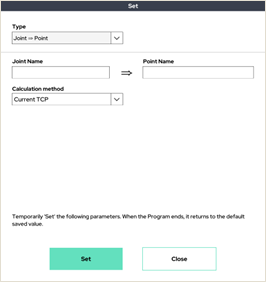 Set
Type
Joint ⇒ Point
Joint Name
⇒
Point Name
Calculation method
Current TCP
Temporarily 'Set' the following parameters. When the Program ends, it returns to the default
saved value.
Set
Close